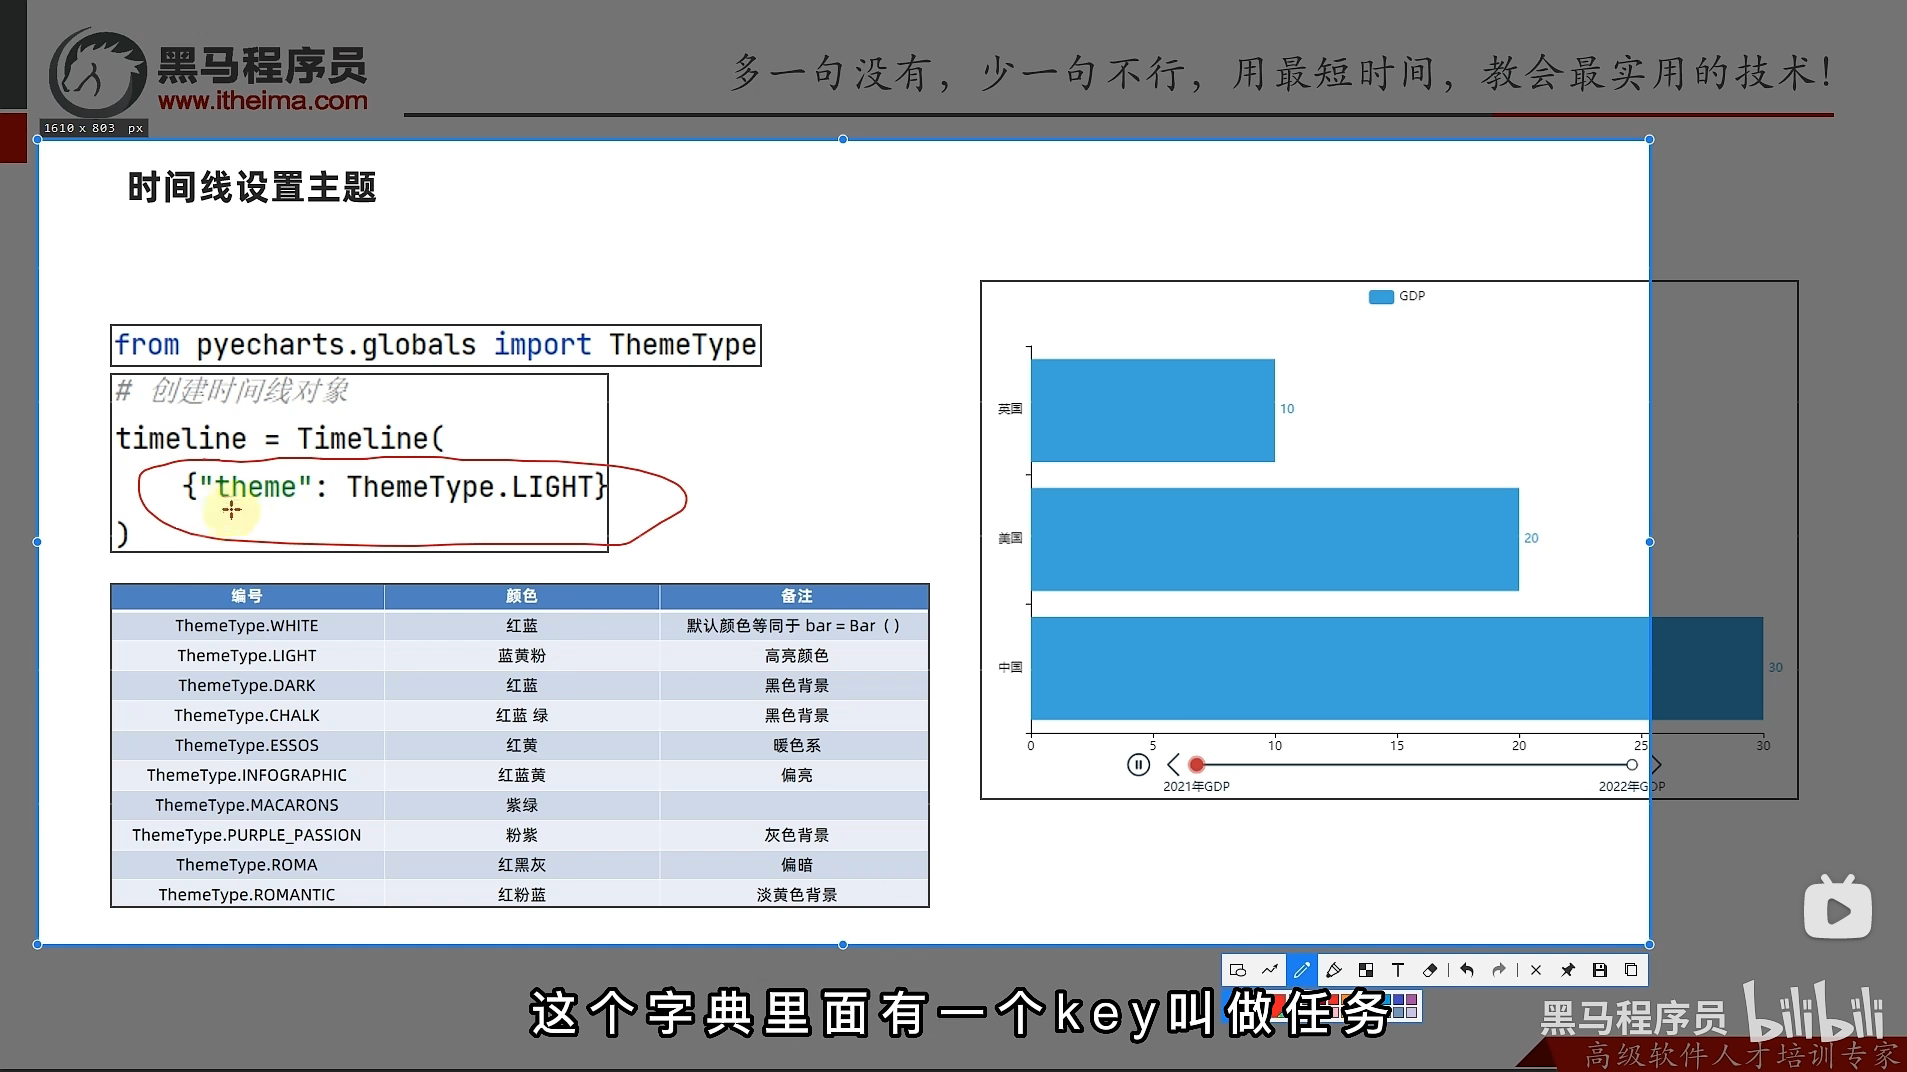 黑马程序员
www.itheima.com
多一句没有，少一句不行，用最短时间，教会最实用的技术！
1610 x 803 px
时间线设置主题
from pyecharts.globals import ThemeType
# 创建时间线对象
timeline = Timeline(
{"theme": ThemeType.LIGHT}
)
编号 颜色 备注
ThemeType.WHITE 红蓝 默认颜色等同于 bar = Bar（）
ThemeType.LIGHT 蓝黄粉 高亮颜色
ThemeType.DARK 红蓝 黑色背景
ThemeType.CHALK 红蓝 绿 黑色背景
ThemeType.ESSOS 红黄 暖色系
ThemeType.INFOGRAPHIC 红蓝黄 偏亮
ThemeType.MACARONS 紫绿
ThemeType.PURPLE_PASSION 粉紫 灰色背景
ThemeType.ROMA 红黑灰 偏暗
ThemeType.ROMANTIC 红粉蓝 淡黄色背景
GDP
英国 10
美国 20
中国 30
0 5 10 15 20 25 30
2021年GDP 2022年GDP
这个字典里面有一个key叫做任务
黑马程序员 bilibili
高级软件人才培训专家